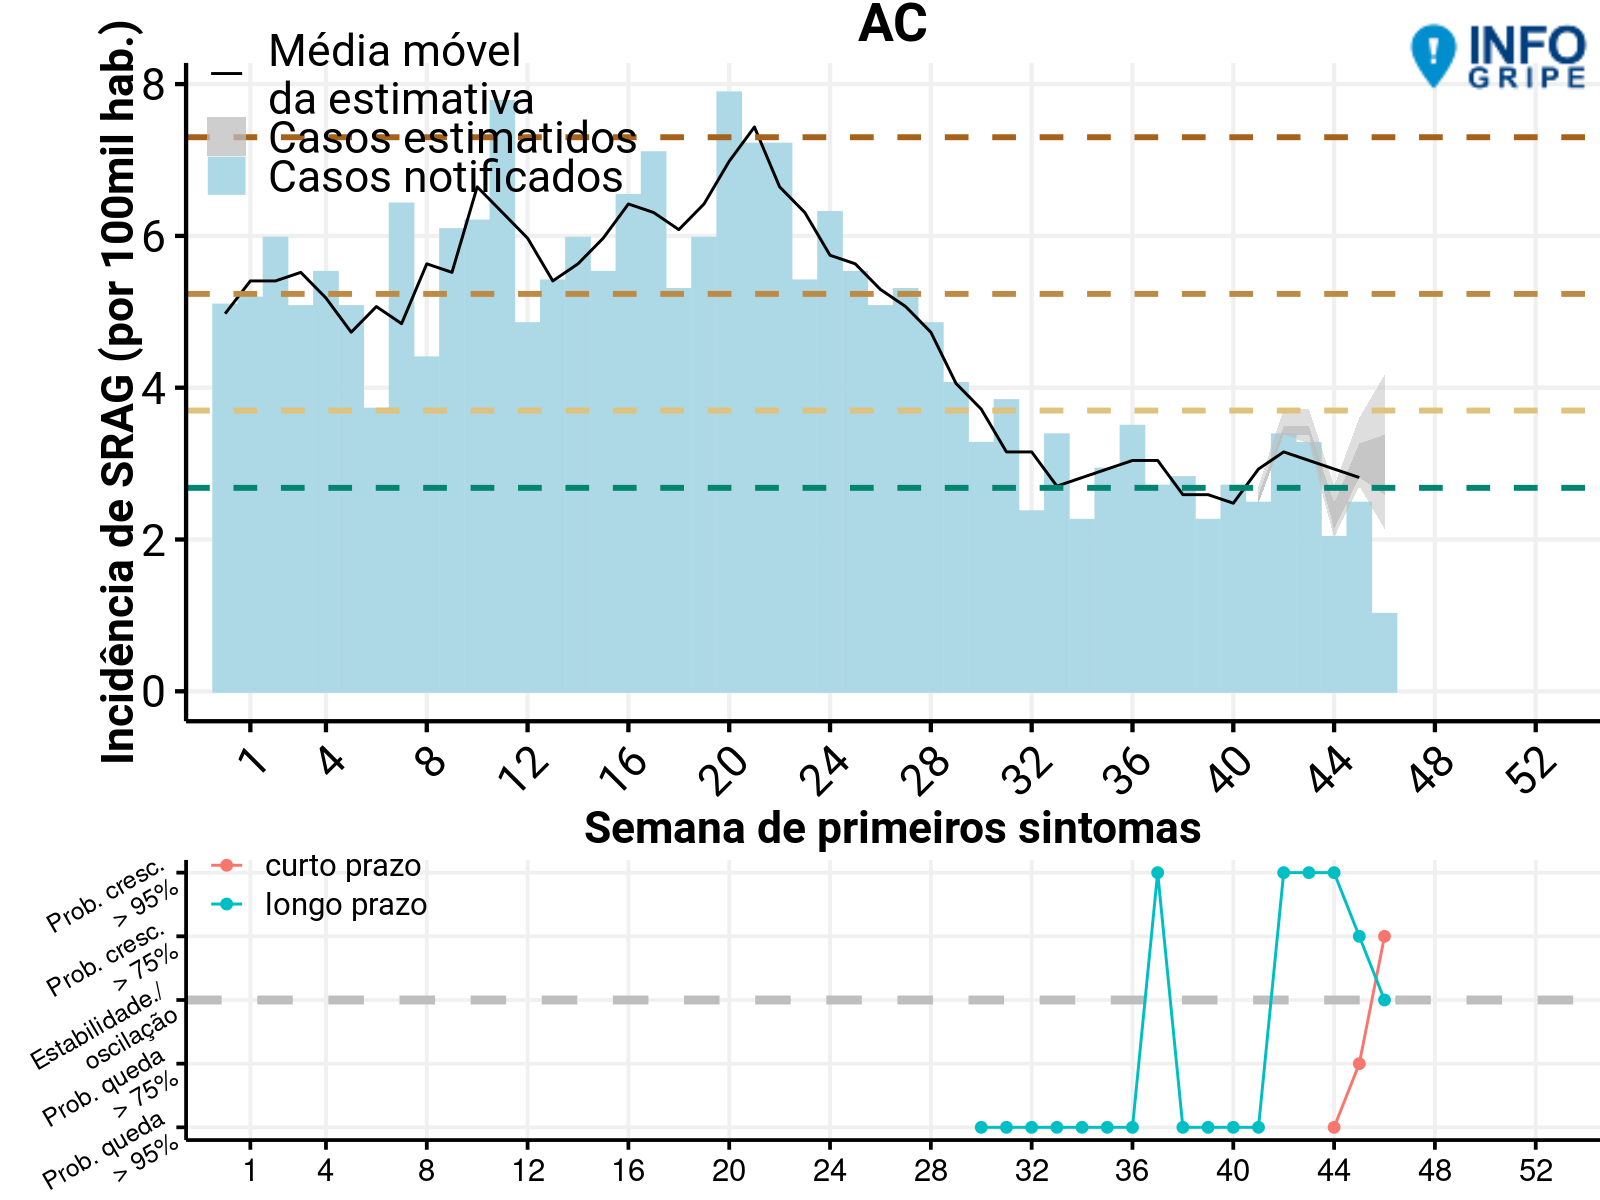 AC
INFO
GRIPE
Média móvel
da estimativa
Casos estimatidos
Casos notificados
Incidência de SRAG (por 100mil hab.)
8
6
4
2
0
1 4 8 12 16 20 24 28 32 36 40 44 48 52
Semana de primeiros sintomas
curto prazo
longo prazo
Prob. cresc.
> 95%
Prob. cresc.
> 75%
Estabilidade./
oscilação
Prob. queda
> 75%
Prob. queda
> 95%
1 4 8 12 16 20 24 28 32 36 40 44 48 52